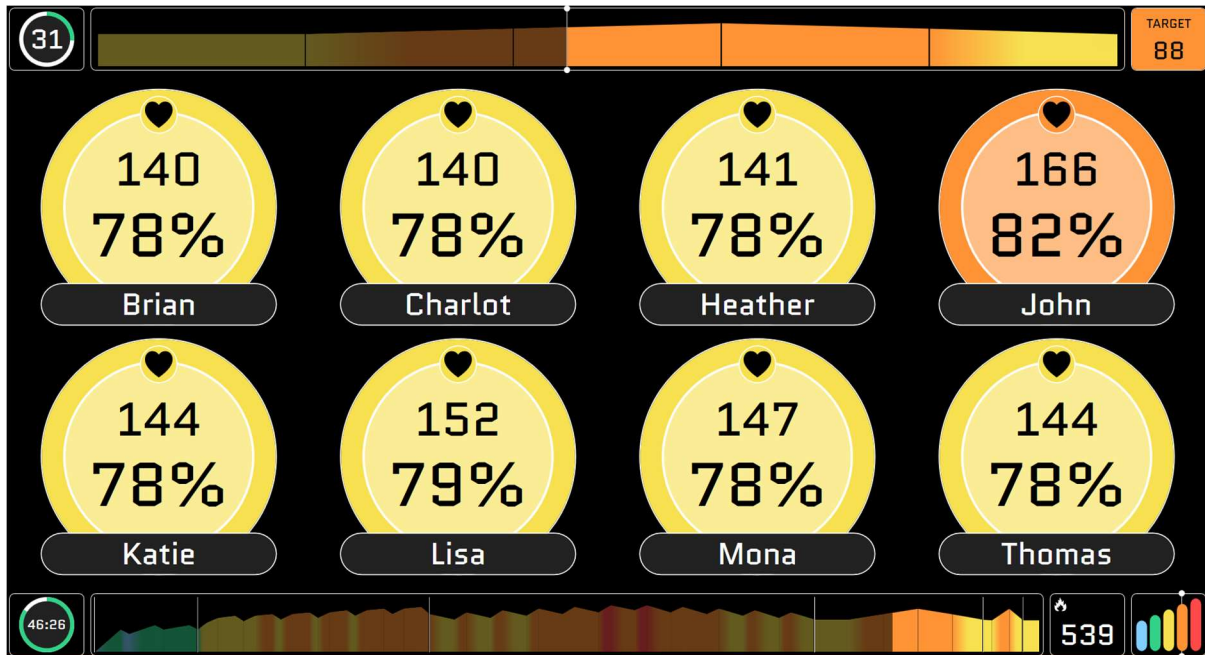 31
TARGET
88
140
78%
Brian
140
78%
Charlot
141
78%
Heather
166
82%
John
144
78%
Katie
152
79%
Lisa
147
78%
Mona
144
78%
Thomas
46:26
539